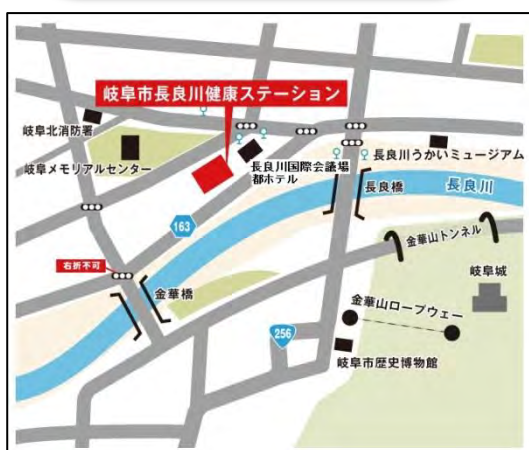 岐阜市長良川健康ステーション
岐阜北消防署
岐阜メモリアルセンター
長良川国際会議場
都ホテル
長良川うかいミュージアム
長良橋
長良川
163
金華山トンネル
右折不可
金華橋
岐阜城
金華山ロープウェー
256
岐阜市歴史博物館